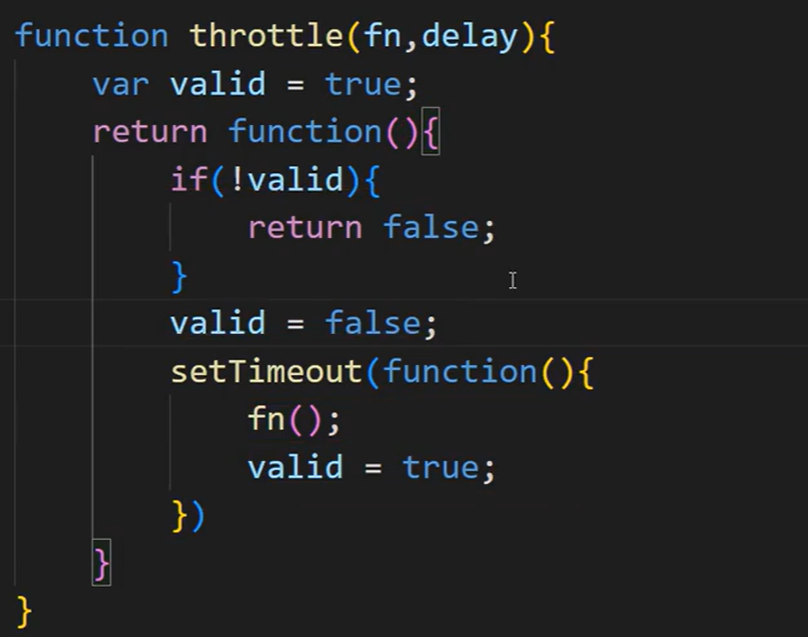 function throttle(fn,delay){
    var valid = true;
    return function(){
        if(!valid){
            return false;
        }
        valid = false;
        setTimeout(function(){
            fn();
            valid = true;
        })
    }
}